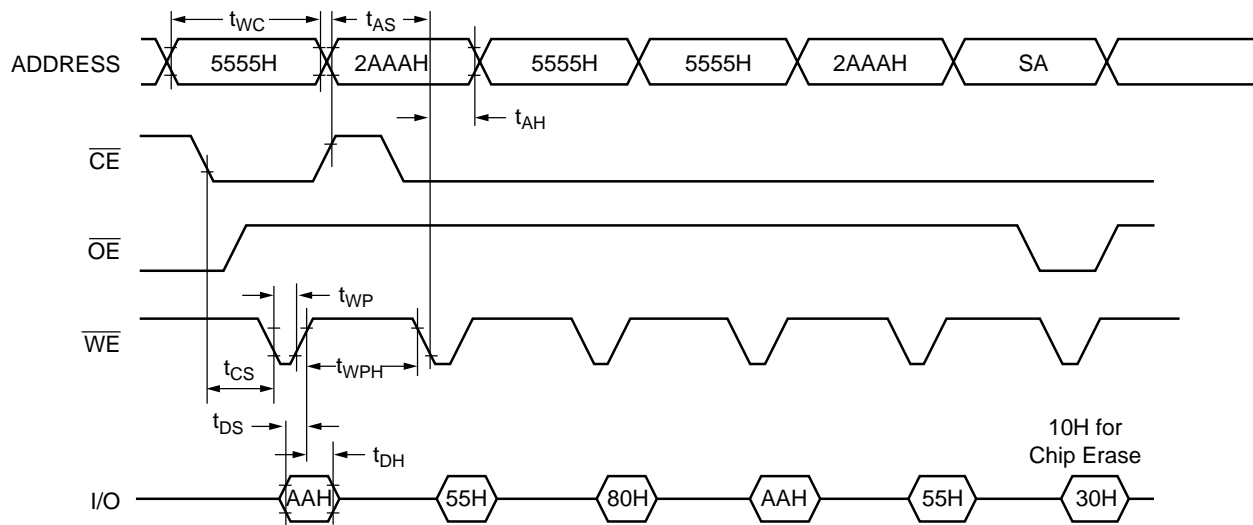 tWC
tAS
ADDRESS
5555H
2AAAH
5555H
5555H
2AAAH
SA
tAH
CE
OE
tWP
WE
tCS
tWPH
tDS
tDH
10H for
Chip Erase
I/O
AAH
55H
80H
AAH
55H
30H